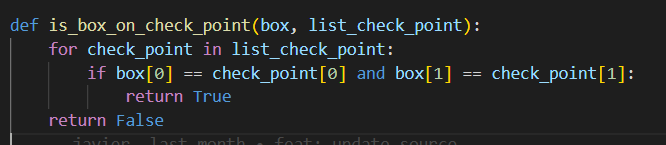 def is_box_on_check_point(box, list_check_point):
    for check_point in list_check_point:
        if box[0] == check_point[0] and box[1] == check_point[1]:
            return True
    return False
javier, last month • feat: update source